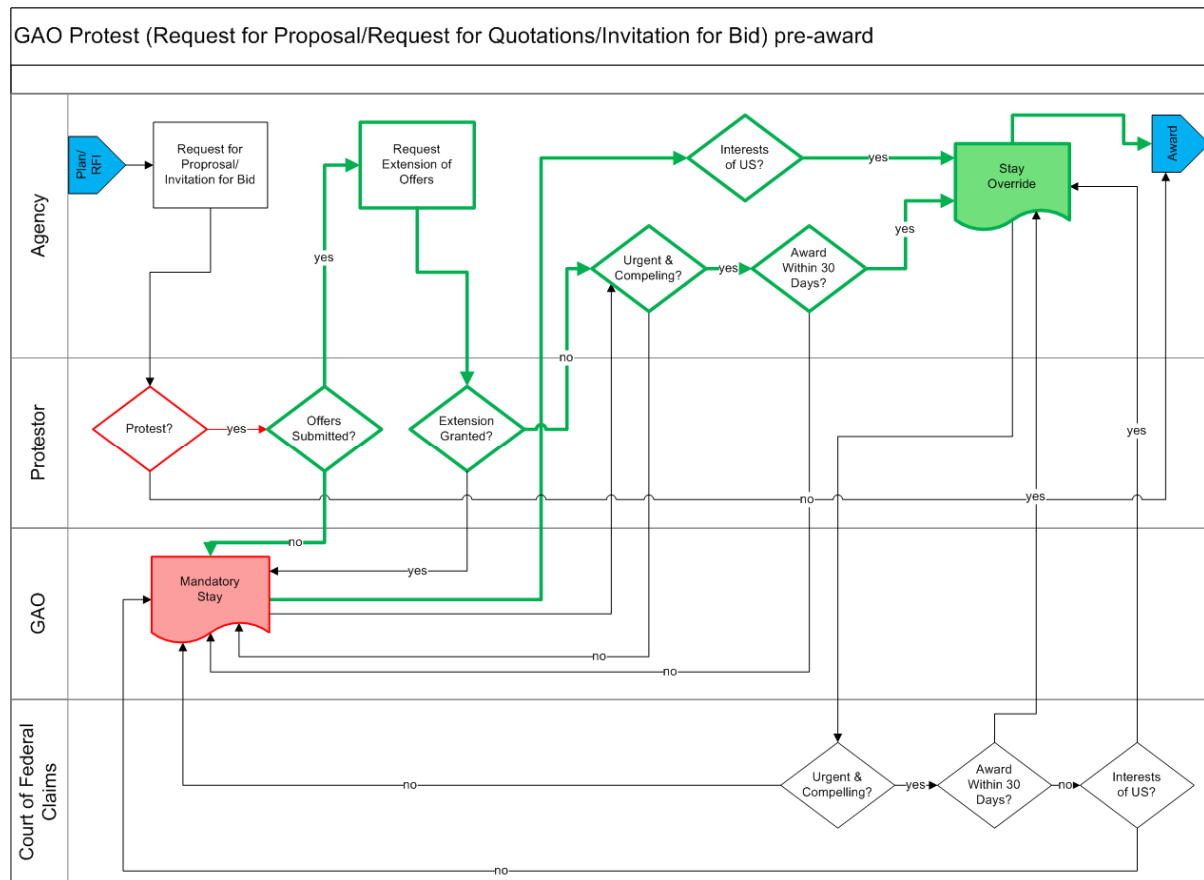 GAO Protest (Request for Proposal/Request for Quotations/Invitation for Bid) pre-award
Agency
Plan/
RFI
Request for
Proprosal/
Invitation for Bid
Request
Extension of
Offers
Interests
of US?
yes
Stay
Override
Award
yes
Urgent &
Compeling?
yes
Award
Within 30
Days?
yes
no
Protestor
Protest?
yes
Offers
Submitted?
Extension
Granted?
yes
no
yes
no
GAO
Mandatory
Stay
yes
no
no
Court of Federal
Claims
no
Urgent &
Compelling?
yes
Award
Within 30
Days?
no
Interests
of US?
no